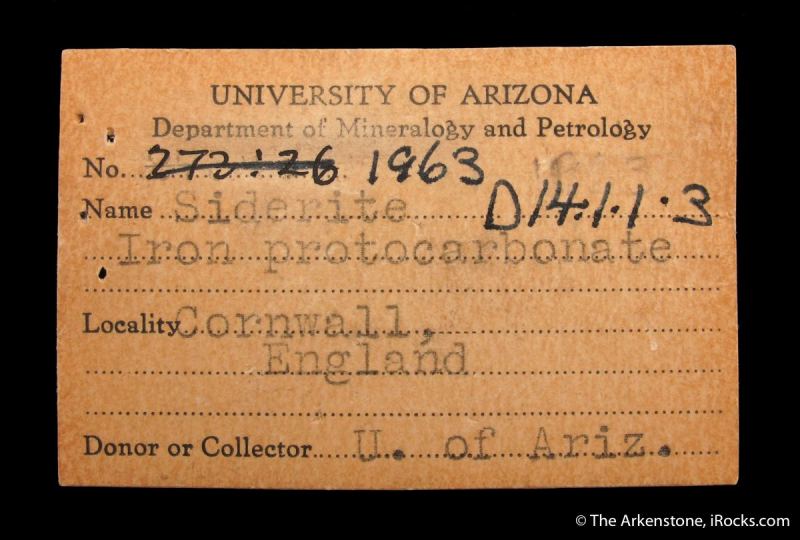 UNIVERSITY OF ARIZONA
Department of Mineralogy and Petrology
No. 272:26 1963
Name Siderite D14.1.1.3
Iron protocarbonate
Locality Cornwall,
England
Donor or Collector U. of Ariz.
© The Arkenstone, iRocks.com